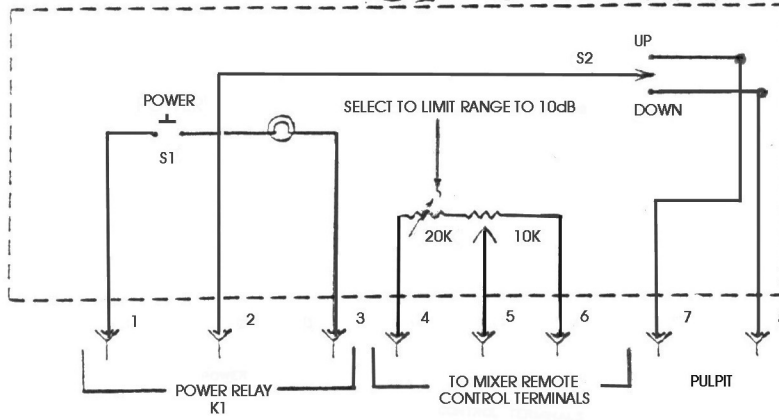 UP
S2
POWER
SELECT TO LIMIT RANGE TO 10dB
DOWN
S1
20K
10K
1
2
3
4
5
6
7
POWER RELAY
K1
TO MIXER REMOTE
CONTROL TERMINALS
PULPIT